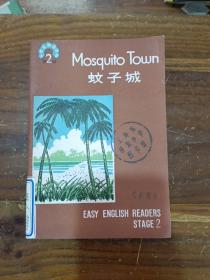 2
Mosquito Town
蚊子城
EASY ENGLISH READERS
STAGE 2